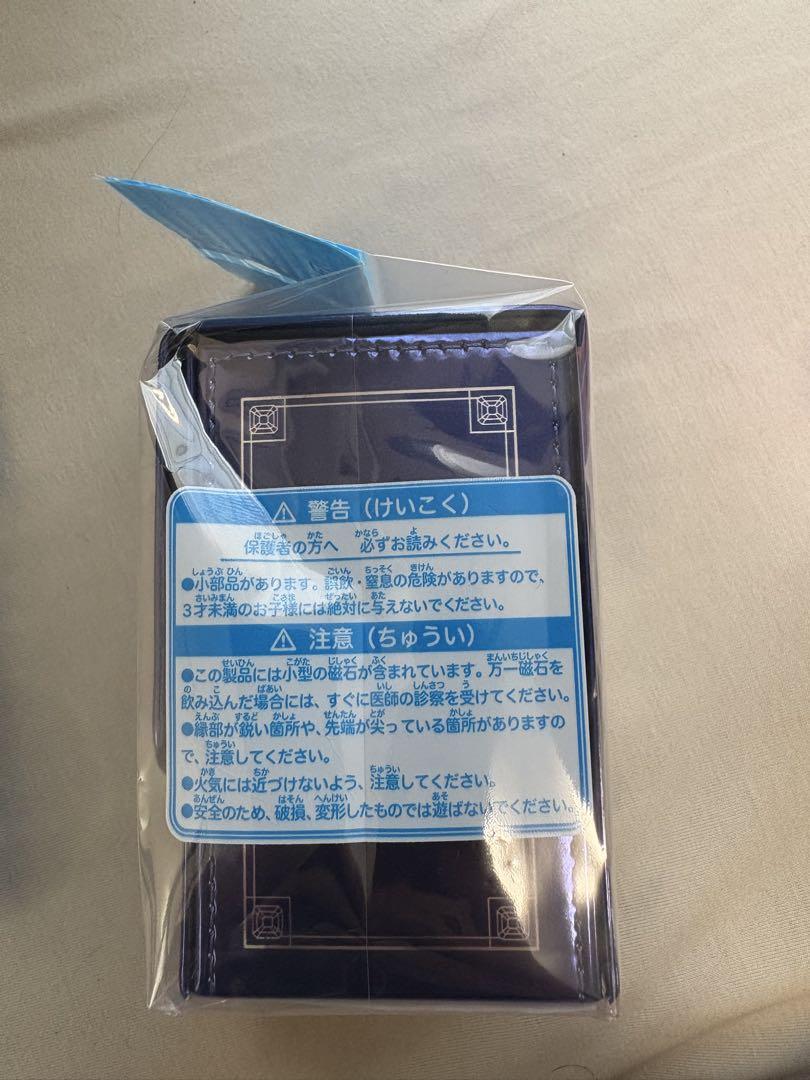 ⚠ 警告（けいこく）
保護者の方へ 必ずお読みください。
●小部品があります。誤飲・窒息の危険がありますので、
3才未満のお子様には絶対に与えないでください。
⚠ 注意（ちゅうい）
●この製品には小型の磁石が含まれています。万一磁石を
飲み込んだ場合には、すぐに医師の診察を受けてください。
●縁部が鋭い箇所や、先端が尖っている箇所がありますの
で、注意してください。
●火気には近づけないよう、注意してください。
●安全のため、破損、変形したものでは遊ばないでください。